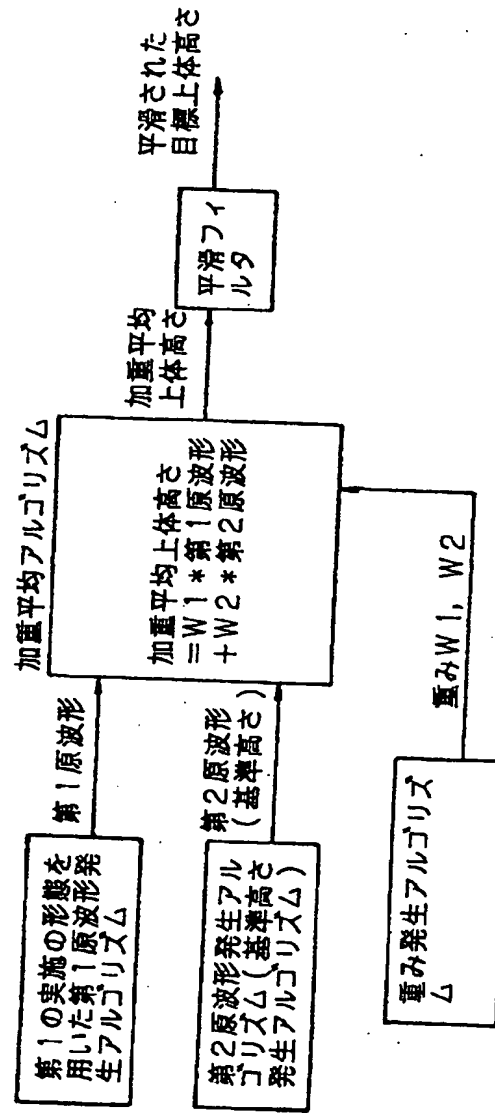 第1の実施の形態を
用いた第1原波形発
生アルゴリズム
第1原波形
第2原波形発生アル
ゴリズム(基準高さ
発生アルゴリズム)
第2原波形
(基準高さ)
重み発生アルゴリズ
ム
重みW1, W2
加重平均アルゴリズム
加重平均上体高さ
=W1*第1原波形
+W2*第2原波形
加重平均
上体高さ
平滑フィ
ルタ
平滑された
目標上体高さ